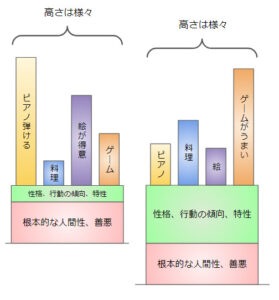 高さは様々
ピアノ弾ける
料理
絵が得意
ゲーム
性格、行動の傾向、特性
根本的な人間性、善悪
高さは様々
ピアノ
料理
絵
ゲームがうまい
性格、行動の傾向、特性
根本的な人間性、善悪